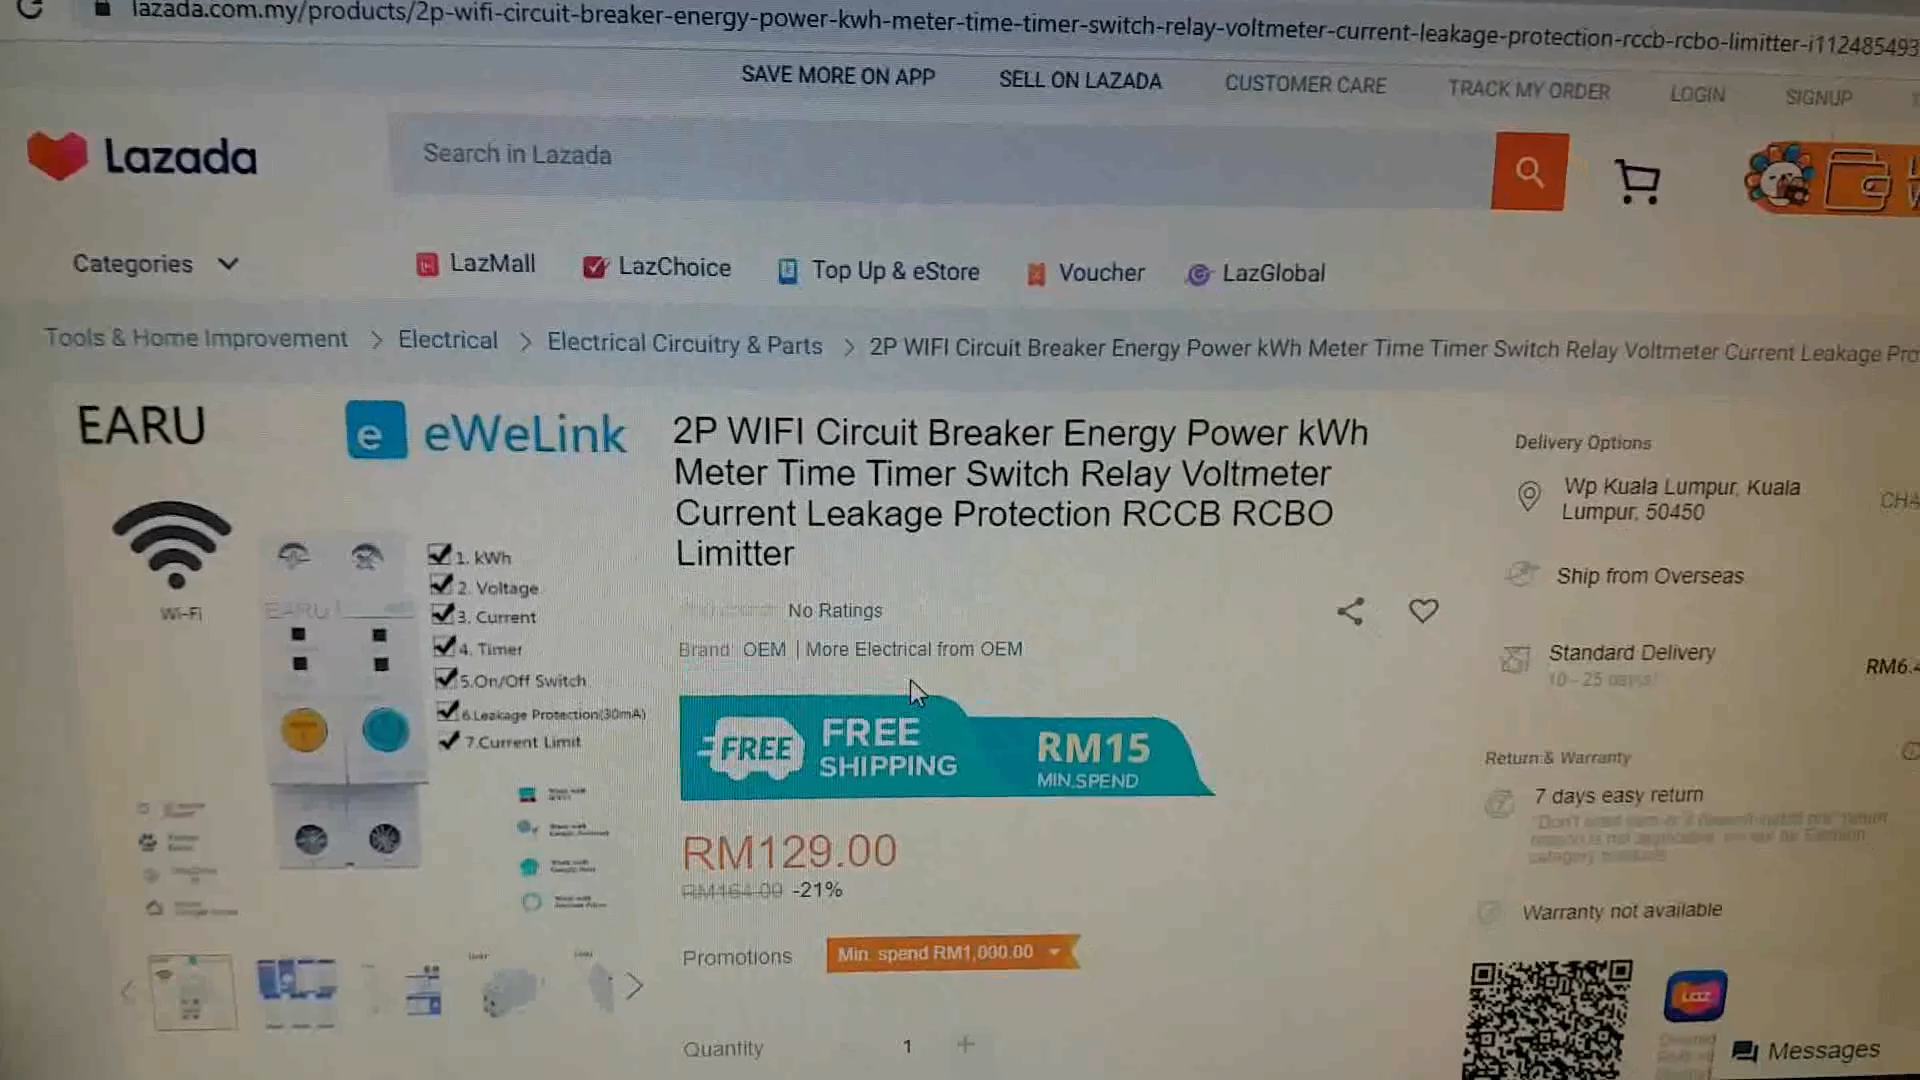 lazada.com.my/products/2p-wifi-circuit-breaker-energy-power-kwh-meter-time-timer-switch-relay-voltmeter-current-leakage-protection-rccb-rcbo-limitter-i112485493
SAVE MORE ON APP SELL ON LAZADA CUSTOMER CARE TRACK MY ORDER LOGIN SIGNUP
Lazada
Search in Lazada
Categories LazMall LazChoice Top Up & eStore Voucher LazGlobal
Tools & Home Improvement > Electrical > Electrical Circuitry & Parts > 2P WIFI Circuit Breaker Energy Power kWh Meter Time Timer Switch Relay Voltmeter Current Leakage Pro
EARU
e eWeLink
Wi-Fi
EARU
1. kWh
2. Voltage
3. Current
4. Timer
5.On/Off Switch
6.Leakage Protection(30mA)
7.Current Limit
2P WIFI Circuit Breaker Energy Power kWh
Meter Time Timer Switch Relay Voltmeter
Current Leakage Protection RCCB RCBO
Limitter
No Ratings
Brand: OEM | More Electrical from OEM
FREE
FREE
SHIPPING
RM15
MIN.SPEND
RM129.00
RM164.00 -21%
Promotions
Min. spend RM1,000.00
Quantity 1 +
Delivery Options
Wp Kuala Lumpur, Kuala
Lumpur, 50450
CHA
Ship from Overseas
Standard Delivery
RM6.4
10 - 25 day(s)
Return & Warranty
7 days easy return
Warranty not available
Laz
Messages